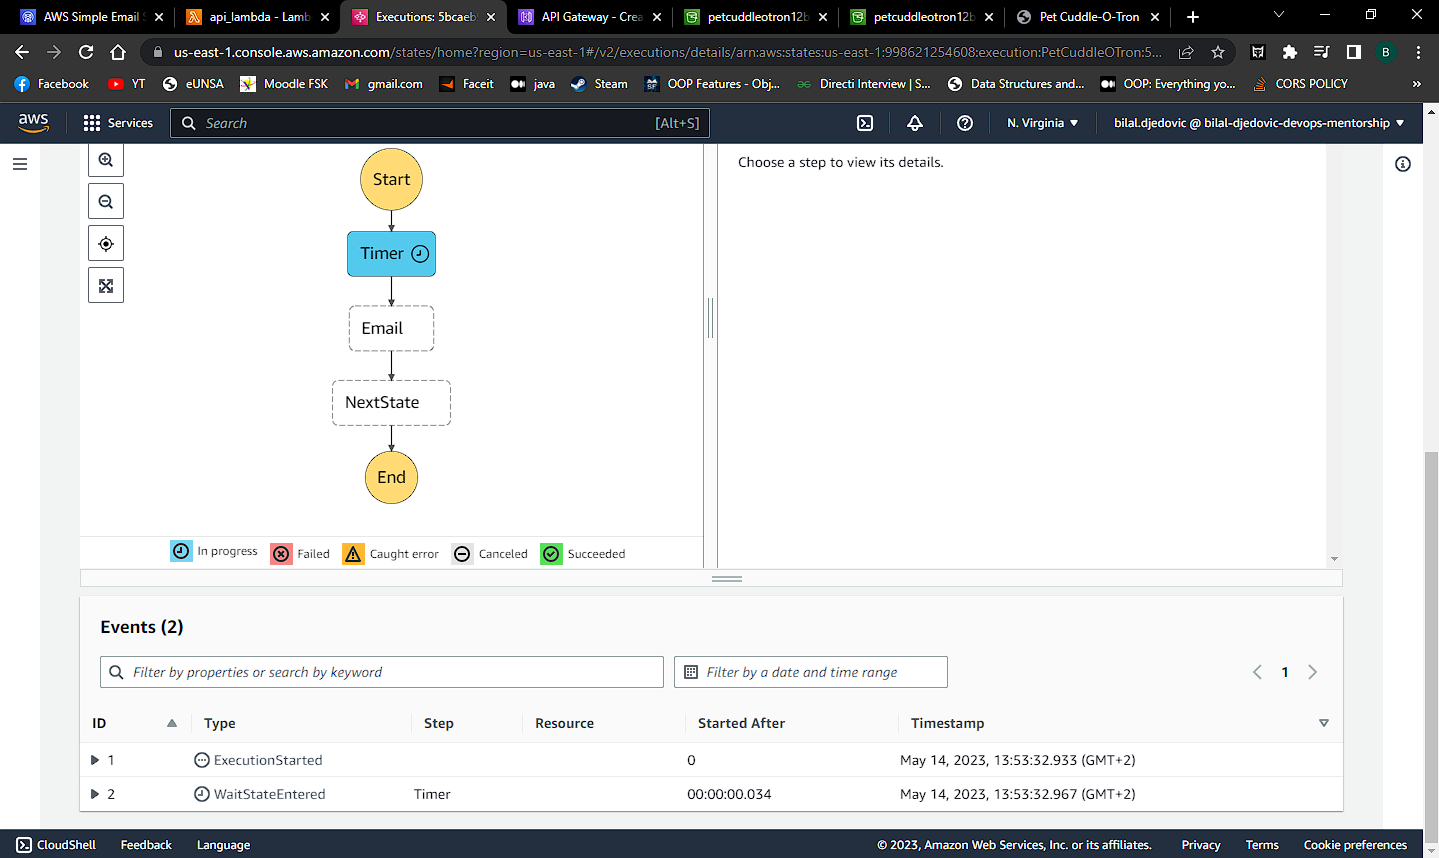 AWS Simple Email S
api_lambda - Lamb
Executions: 5bcaeb
API Gateway - Crea
petcuddleotron12b
petcuddleotron12b
Pet Cuddle-O-Tron
us-east-1.console.aws.amazon.com/states/home?region=us-east-1#/v2/executions/details/arn:aws:states:us-east-1:998621254608:execution:PetCuddleOTron:5...
B
Facebook
YT
eUNSA
Moodle FSK
gmail.com
Faceit
java
Steam
OOP Features - Obj...
Directi Interview | S...
Data Structures and...
OOP: Everything yo...
CORS POLICY
»
aws
Services
Search
[Alt+S]
N. Virginia
bilal.djedovic @ bilal-djedovic-devops-mentorship
Start
Timer
Email
NextState
End
Choose a step to view its details.
In progress
Failed
Caught error
Canceled
Succeeded
Events (2)
Filter by properties or search by keyword
Filter by a date and time range
1
ID Type Step Resource Started After Timestamp
1 ExecutionStarted 0 May 14, 2023, 13:53:32.933 (GMT+2)
2 WaitStateEntered Timer 00:00:00.034 May 14, 2023, 13:53:32.967 (GMT+2)
CloudShell Feedback Language © 2023, Amazon Web Services, Inc. or its affiliates. Privacy Terms Cookie preferences